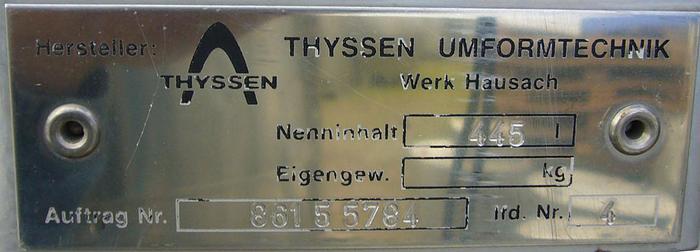 Hersteller: THYSSEN THYSSEN UMFORMTECHNIK
Werk Hausach
Nenninhalt 445 l
Eigengew. kg
Auftrag Nr. 861 5 5784 lfd. Nr. 4